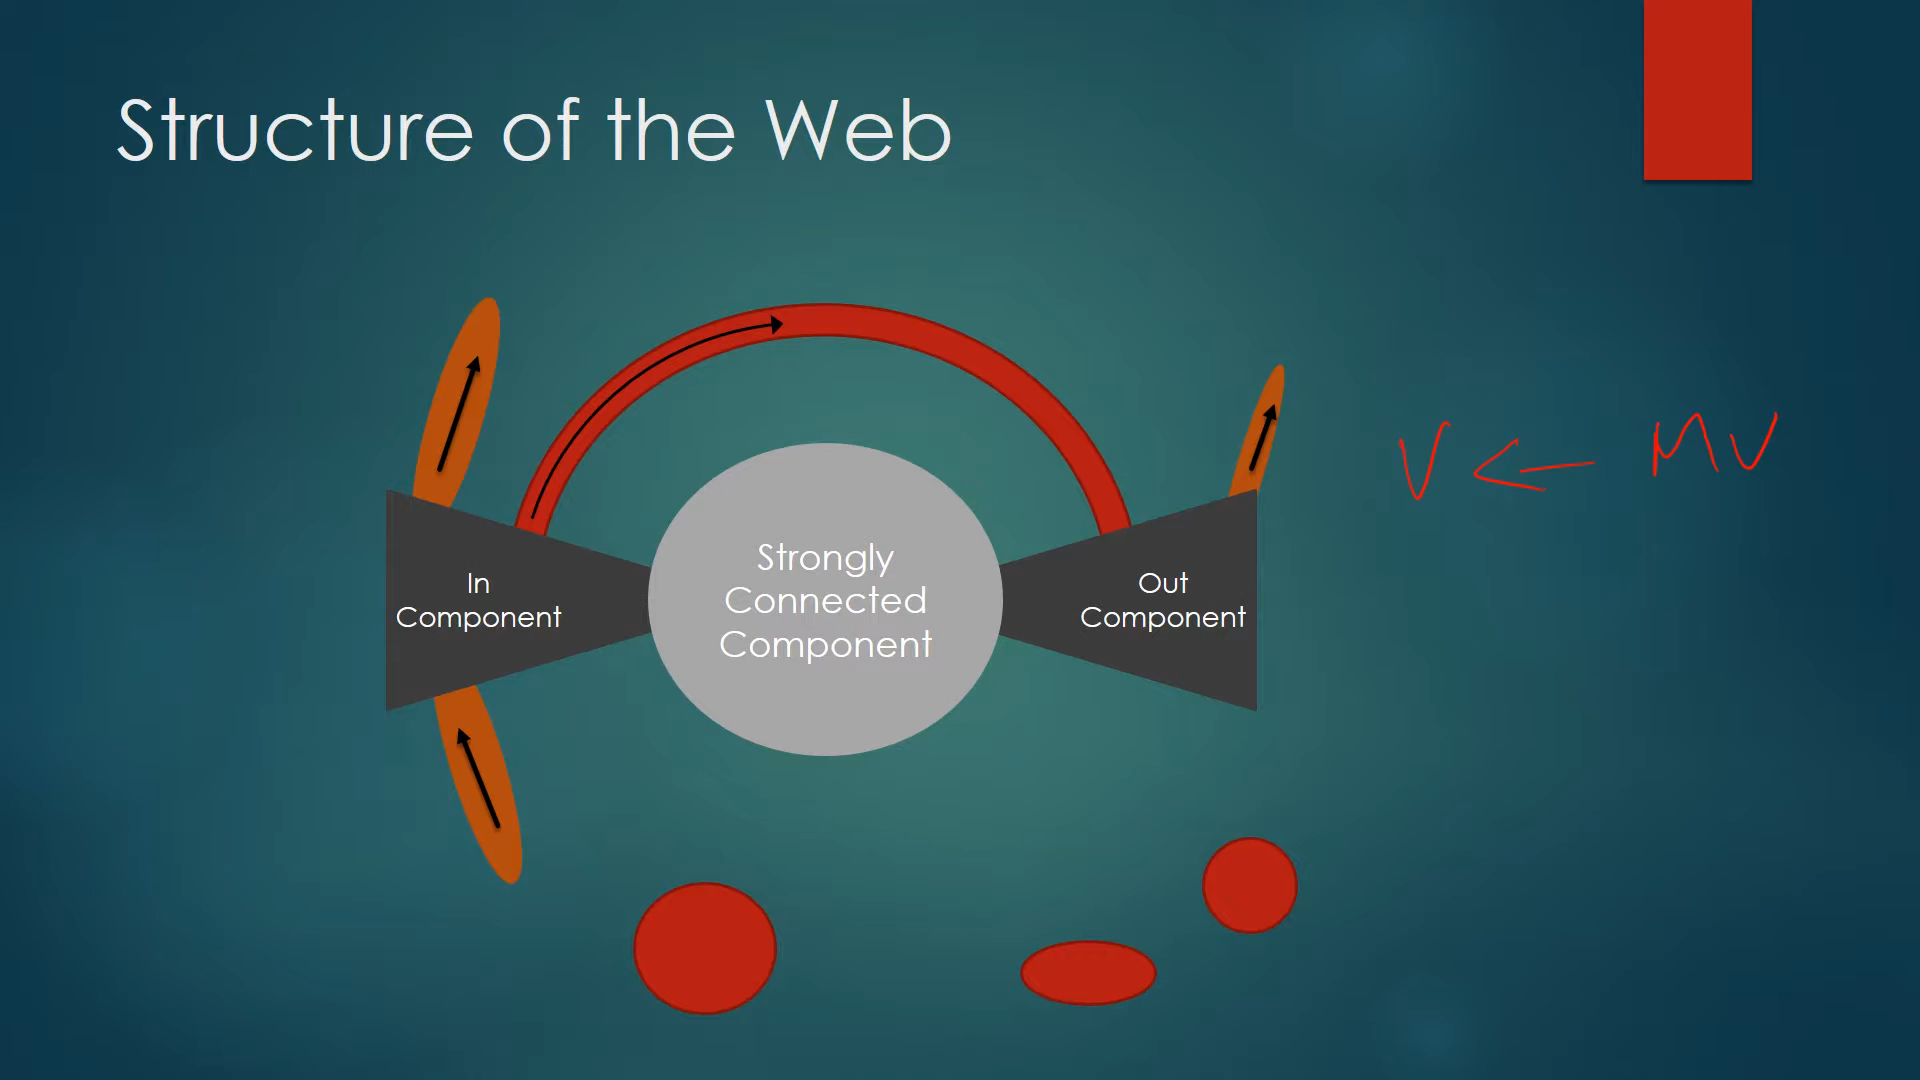 Structure of the Web
In
Component
Strongly
Connected
Component
Out
Component
V ← MV